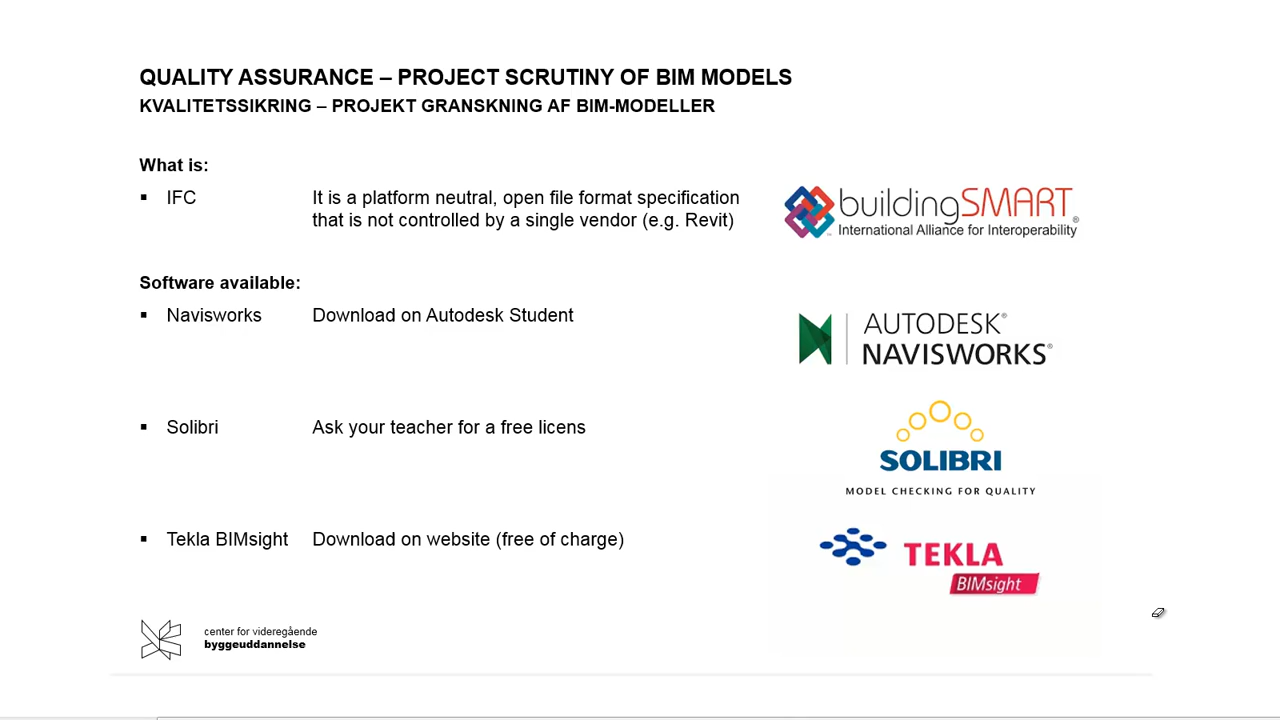 QUALITY ASSURANCE – PROJECT SCRUTINY OF BIM MODELS
KVALITETSSIKRING – PROJEKT GRANSKNING AF BIM-MODELLER
What is:
▪ IFC It is a platform neutral, open file format specification
that is not controlled by a single vendor (e.g. Revit)
buildingSMART®
International Alliance for Interoperability
Software available:
▪ Navisworks Download on Autodesk Student
AUTODESK®
NAVISWORKS®
▪ Solibri Ask your teacher for a free licens
SOLIBRI
MODEL CHECKING FOR QUALITY
▪ Tekla BIMsight Download on website (free of charge)
TEKLA
BIMsight
center for videregående
byggeuddannelse